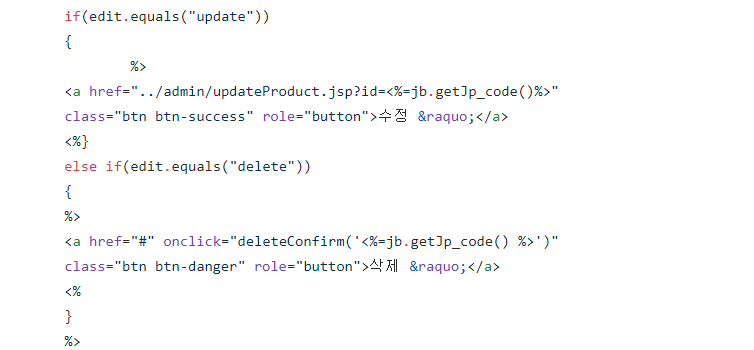 if(edit.equals("update"))
{
%>
<a href="../admin/updateProduct.jsp?id=<%=jb.getJp_code()%>"
class="btn btn-success" role="button">수정 &raquo;</a>
<%}
else if(edit.equals("delete"))
{
%>
<a href="#" onclick="deleteConfirm('<%=jb.getJp_code() %>')"
class="btn btn-danger" role="button">삭제 &raquo;</a>
<%
}
%>